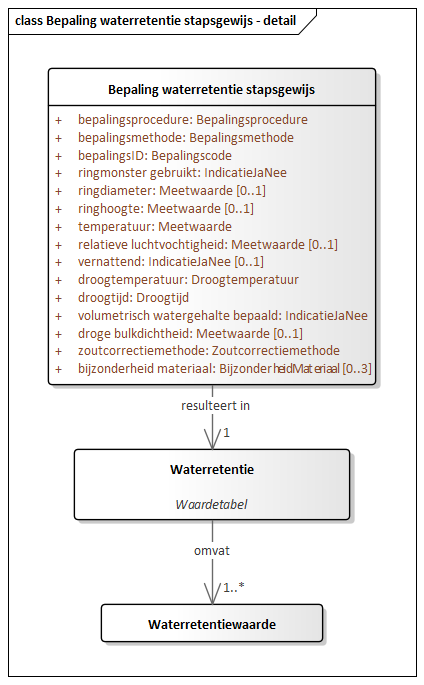 class Bepaling waterretentie stapsgewijs - detail
Bepaling waterretentie stapsgewijs
+ bepalingsprocedure: Bepalingsprocedure
+ bepalingsmethode: Bepalingsmethode
+ bepalingsID: Bepalingscode
+ ringmonster gebruikt: IndicatieJaNee
+ ringdiameter: Meetwaarde [0..1]
+ ringhoogte: Meetwaarde [0..1]
+ temperatuur: Meetwaarde
+ relatieve luchtvochtigheid: Meetwaarde [0..1]
+ vernattend: IndicatieJaNee [0..1]
+ droogtemperatuur: Droogtemperatuur
+ droogtijd: Droogtijd
+ volumetrisch watergehalte bepaald: IndicatieJaNee
+ droge bulkdichtheid: Meetwaarde [0..1]
+ zoutcorrectiemethode: Zoutcorrectiemethode
+ bijzonderheid materiaal: BijzonderheidMateriaal [0..3]
resulteert in
1
Waterretentie
Waardetabel
omvat
1..*
Waterretentiewaarde